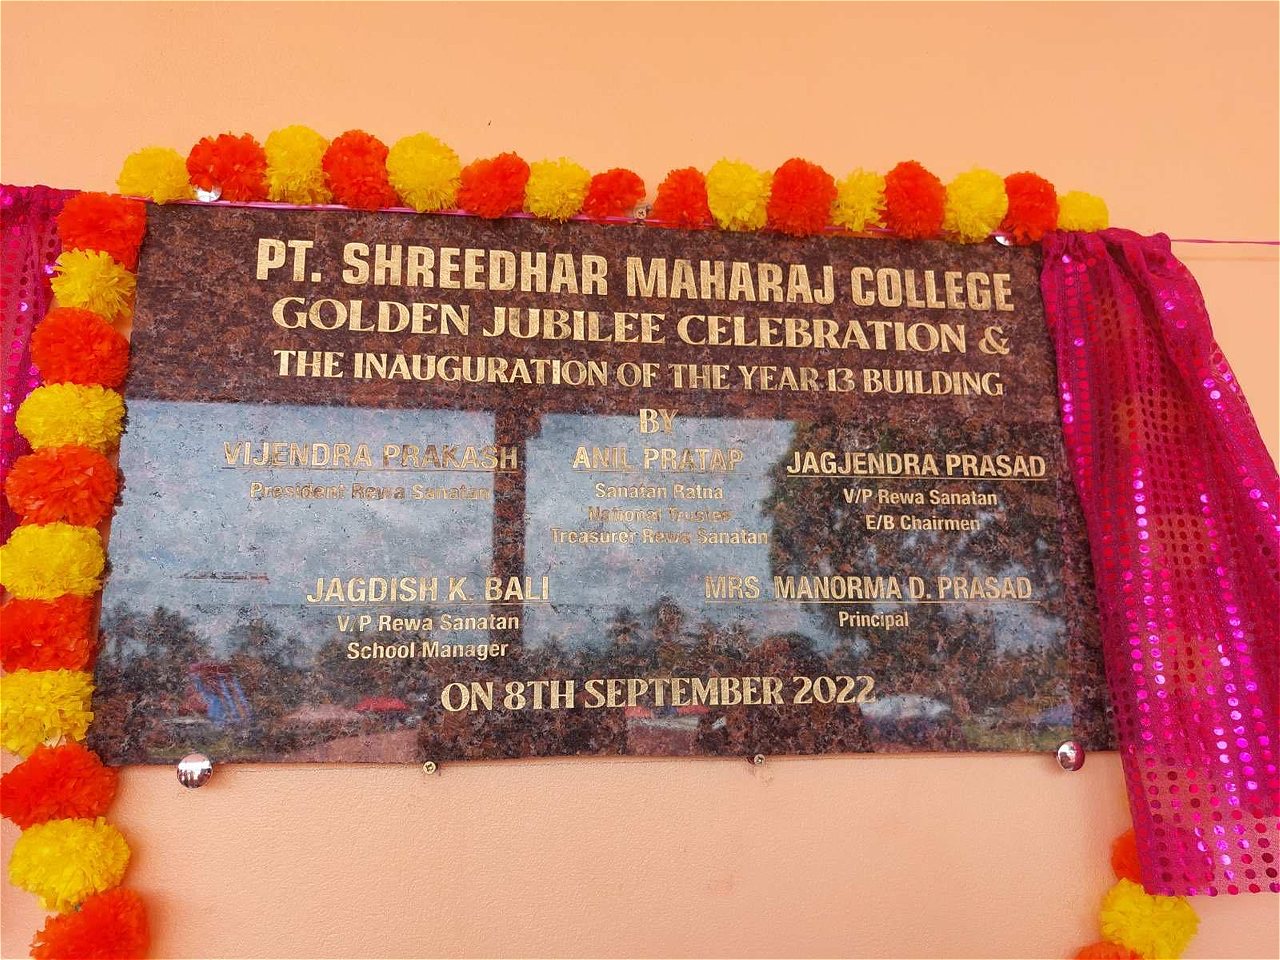 PT. SHREEDHAR MAHARAJ COLLEGE
GOLDEN JUBILEE CELEBRATION &
THE INAUGURATION OF THE YEAR 13 BUILDING
BY
VIJENDRA PRAKASH
President Rewa Sanatan
ANIL PRATAP
Sanatan Ratna
National Trustee
Treasurer Rewa Sanatan
JAGJENDRA PRASAD
V/P Rewa Sanatan
E/B Chairmen
JAGDISH K. BALI
V/P Rewa Sanatan
School Manager
MRS MANORMA D. PRASAD
Principal
ON 8TH SEPTEMBER 2022